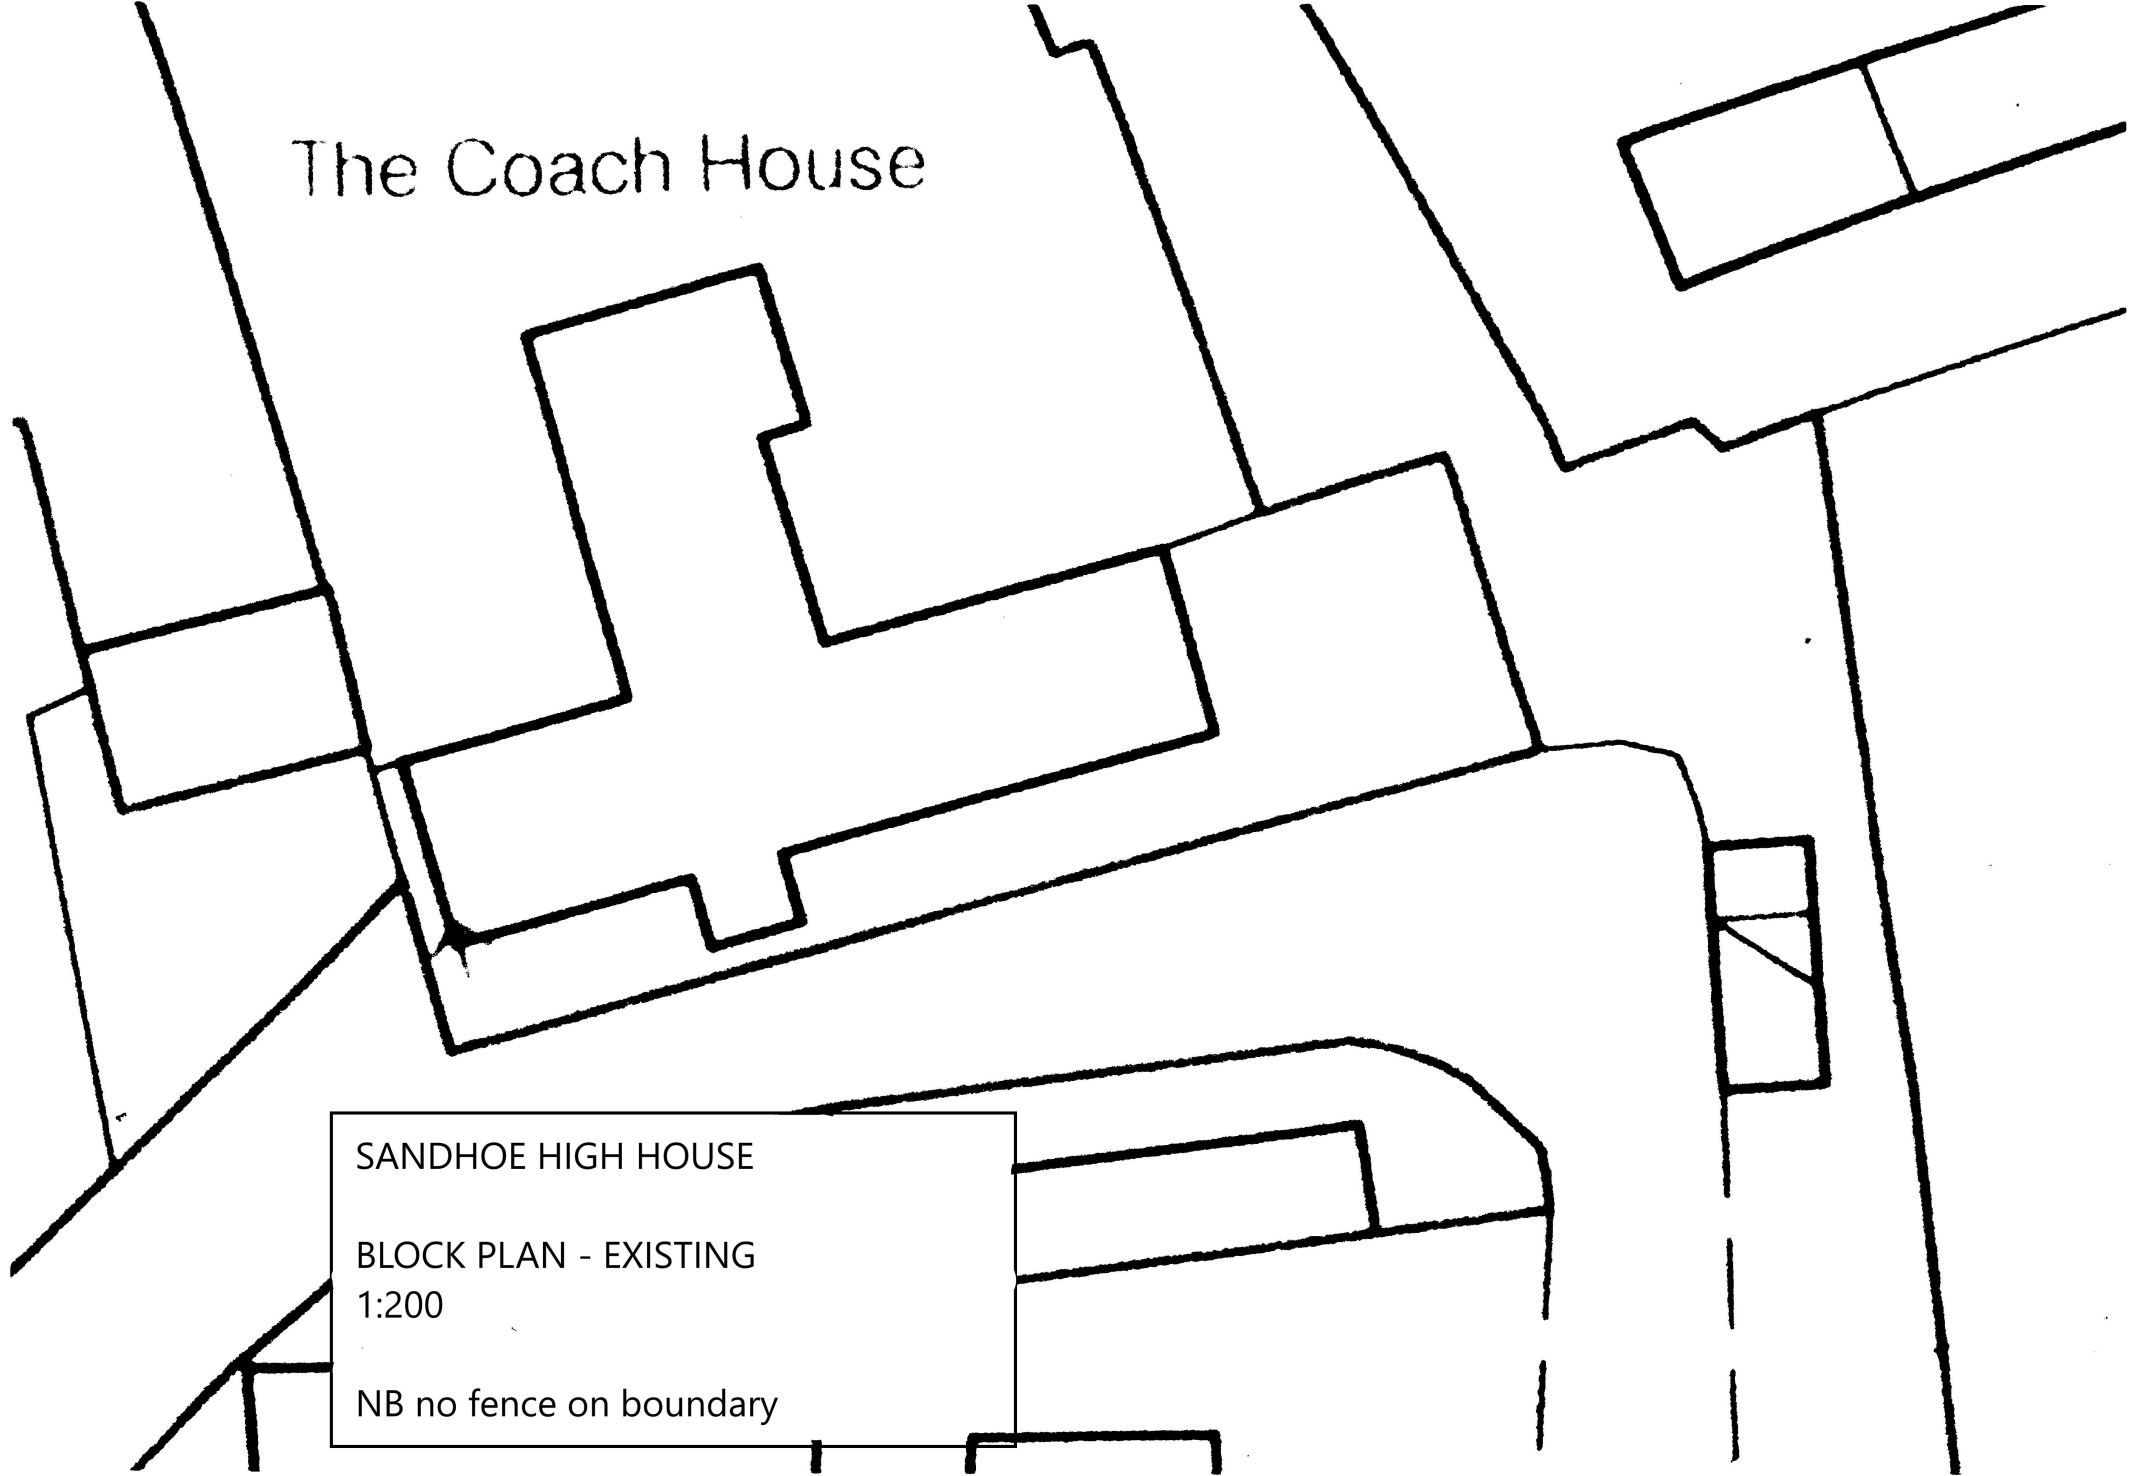 The Coach House
SANDHOE HIGH HOUSE
BLOCK PLAN - EXISTING
1:200
NB no fence on boundary